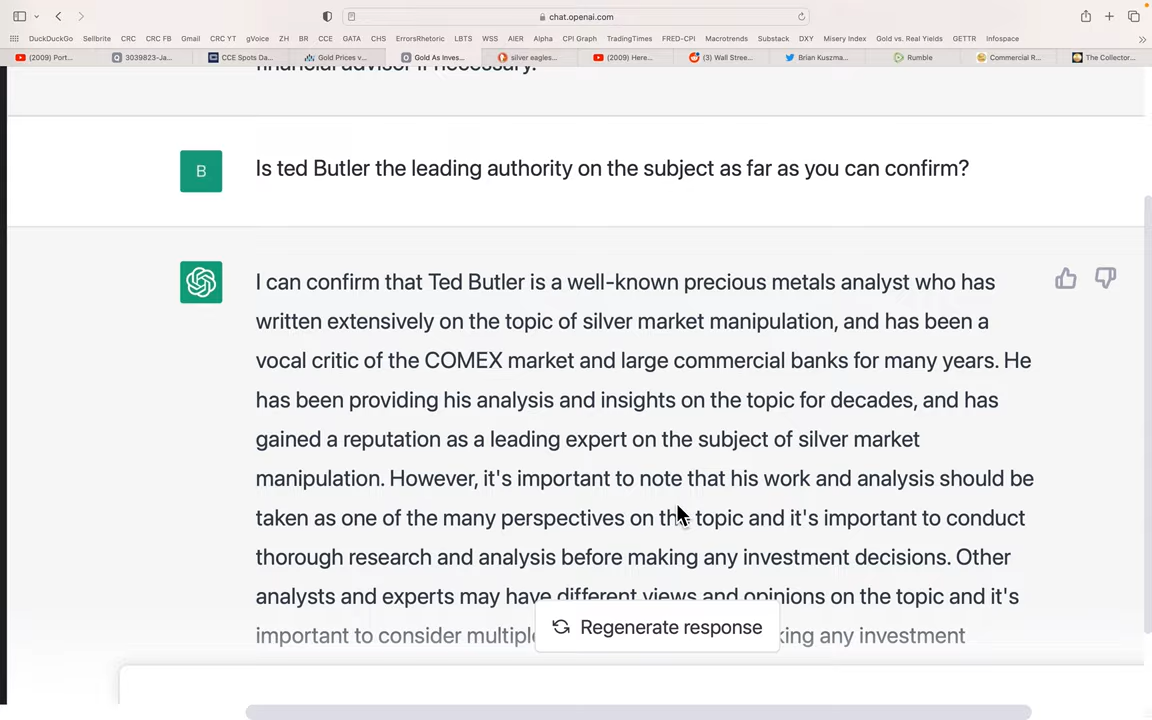 chat.openai.com
DuckDuckGo Sellbrite CRC CRC FB Gmail CRC YT gVoice ZH BR CCE GATA CHS ErrorsRhetoric LBTS WSS AIER Alpha CPI Graph TradingTimes FRED-CPI Macrotrends Substack DXY Misery Index Gold vs. Real Yields GETTR Infospace
(2009) Port... 3039823-Ja... CCE Spots Da... Gold Prices v... Gold As Inves... silver eagles... (2009) Here... (3) Wall Stree... Brian Kuszma... Rumble Commercial R... The Collector...
financial advisor if necessary.
B
Is ted Butler the leading authority on the subject as far as you can confirm?
I can confirm that Ted Butler is a well-known precious metals analyst who has
written extensively on the topic of silver market manipulation, and has been a
vocal critic of the COMEX market and large commercial banks for many years. He
has been providing his analysis and insights on the topic for decades, and has
gained a reputation as a leading expert on the subject of silver market
manipulation. However, it's important to note that his work and analysis should be
taken as one of the many perspectives on the topic and it's important to conduct
thorough research and analysis before making any investment decisions. Other
analysts and experts may have different views and opinions on the topic and it's
important to consider multiple king any investment
Regenerate response